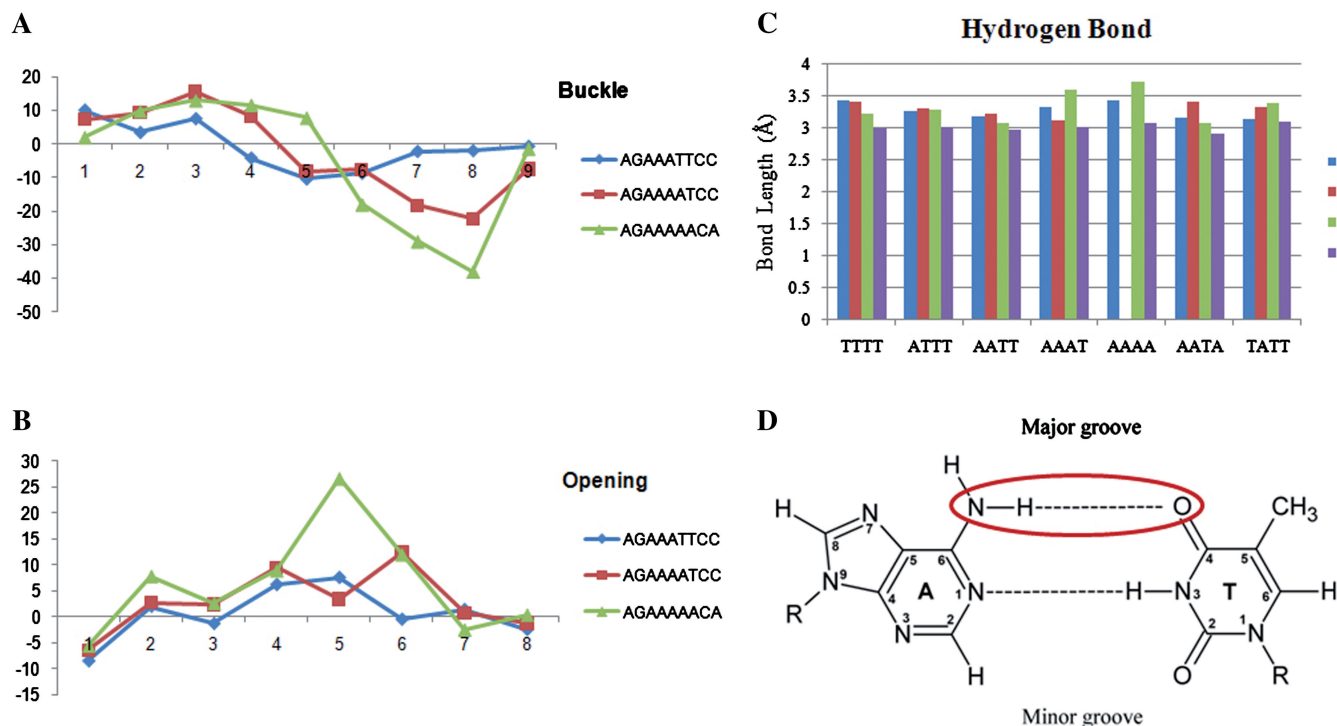 A
Buckle
20
10
0
-10
-20
-30
-40
-50
1 2 3 4 5 6 7 8 9
AGAAATTCC
AGAAAATCC
AGAAAAACA
B
Opening
30
25
20
15
10
5
0
-5
-10
-15
1 2 3 4 5 6 7 8
AGAAATTCC
AGAAAATCC
AGAAAAACA
C
Hydrogen Bond
Bond Length (Å)
4
3.5
3
2.5
2
1.5
1
0.5
0
TTTT ATTT AATT AAAT AAAA AATA TATT
D
Major groove
H
H N N H O CH3
8 7 5 6 4 5
N 9 A 1 N H N 3 T 6 H
R 4 3 N 2 2 1 N
H O R
Minor groove